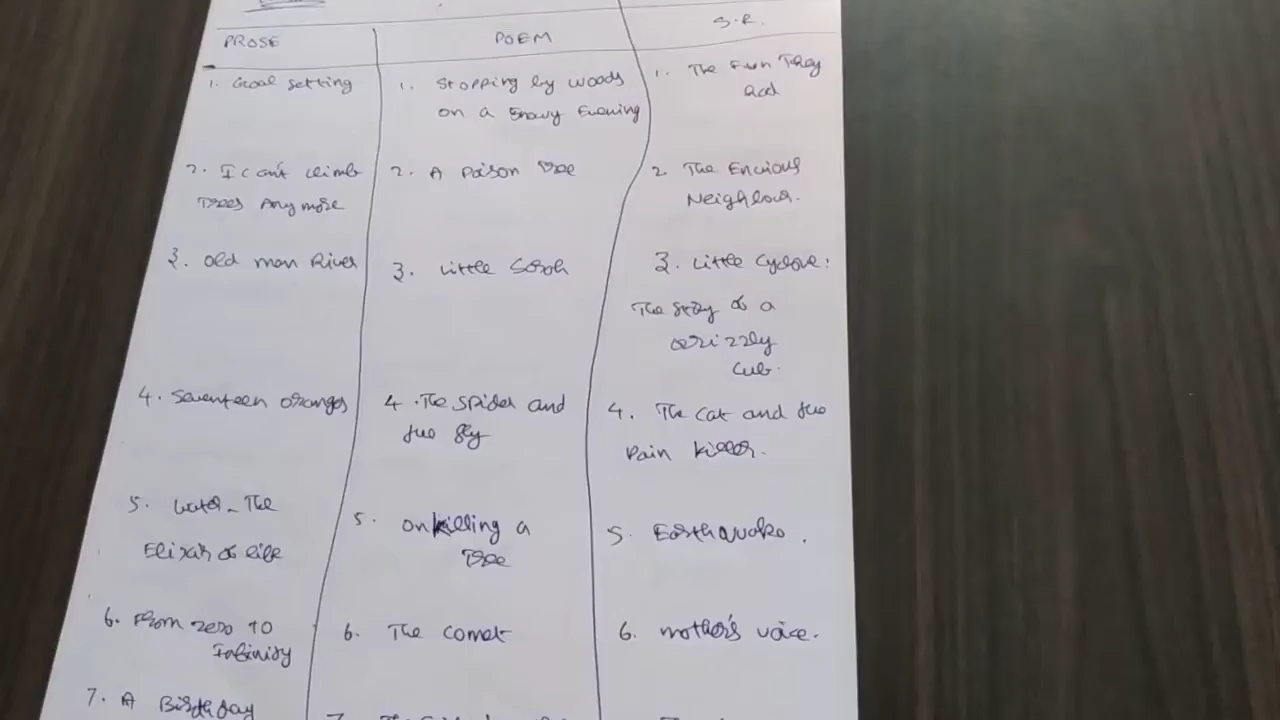 PROSE
1. Goal setting
2. I can't climb
Trees Anymore
3. Old man River
4. Seventeen oranges
5. Water - The
Elixir of life
6. From zero to
Infinity
7. A Birthday
POEM
1. Stopping by woods
on a Snowy Evening
2. A Poison Tree
3. Little
4. The Spider and
the fly
5. On killing a
Tree
6. The Comet
7. The
S.R.
1. The Fun They
Had
2. The Envious
Neighbour.
3. Little Cyclone:
The story of a
Grizzly
Cub.
4. The Cat and the
Pain killer.
5. Earthquake.
6. mother's voice.